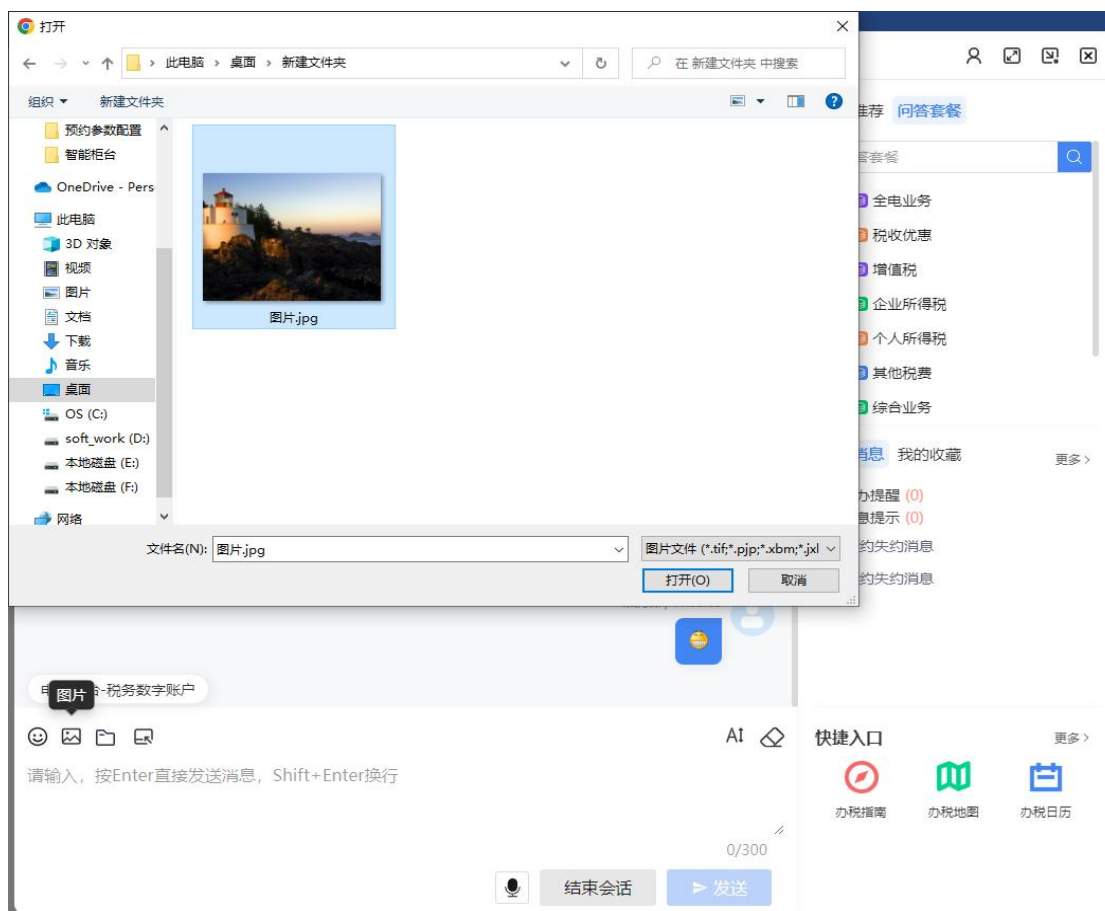 打开
此电脑 › 桌面 › 新建文件夹
在 新建文件夹 中搜索
组织
新建文件夹
预约参数配置
智能柜台
OneDrive - Pers
此电脑
3D 对象
视频
图片
文档
下载
音乐
桌面
OS (C:)
soft_work (D:)
本地磁盘 (E:)
本地磁盘 (F:)
网络
图片.jpg
文件名(N):
图片.jpg
图片文件 (*.tif;*.pjp;*.xbm;*.jxl
打开(O)
取消
推荐
问答套餐
答套餐
全电业务
税收优惠
增值税
企业所得税
个人所得税
其他税费
综合业务
消息
我的收藏
更多 ›
办提醒 (0)
息提示 (0)
约失约消息
约失约消息
图片
-税务数字账户
请输入，按Enter直接发送消息，Shift+Enter换行
0/300
结束会话
发送
快捷入口
更多 ›
办税指南
办税地图
办税日历